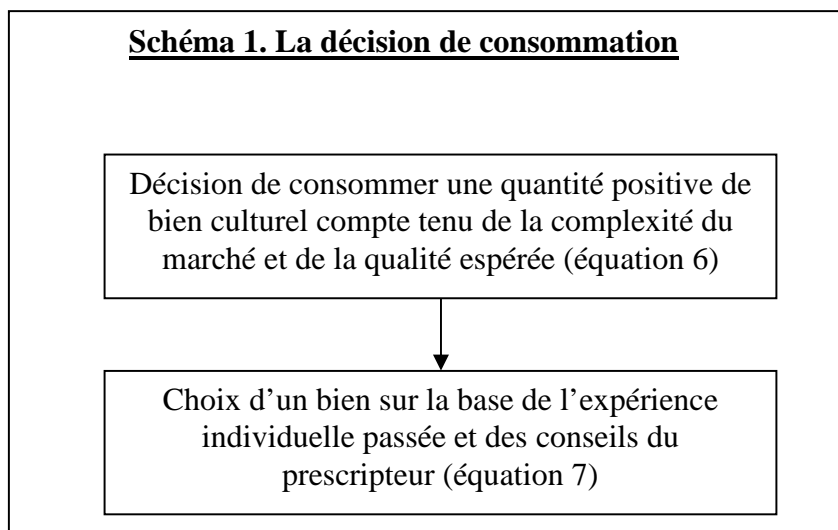 Schéma 1. La décision de consommation
Décision de consommer une quantité positive de
bien culturel compte tenu de la complexité du
marché et de la qualité espérée (équation 6)
Choix d’un bien sur la base de l’expérience
individuelle passée et des conseils du
prescripteur (équation 7)